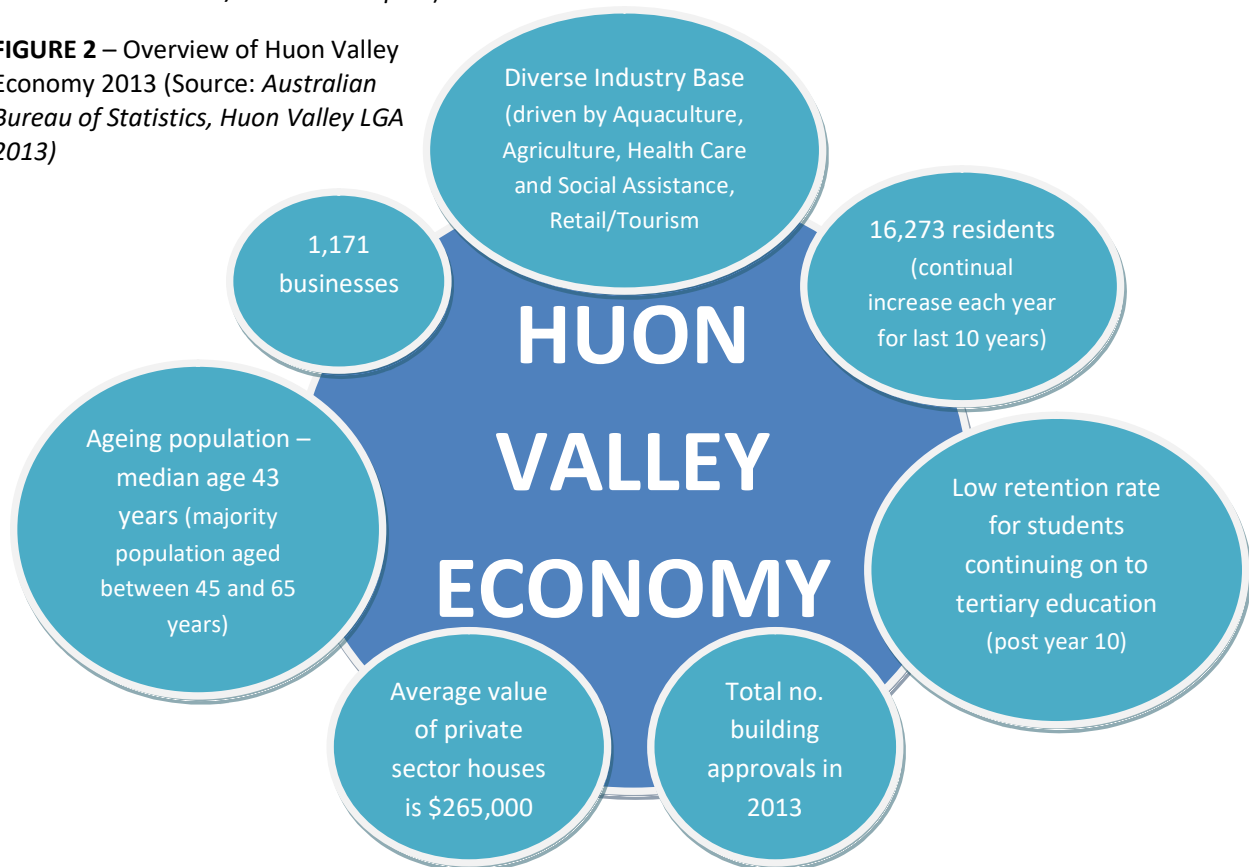 FIGURE 2 – Overview of Huon Valley
Economy 2013 (Source: Australian
Bureau of Statistics, Huon Valley LGA
2013)
Diverse Industry Base
(driven by Aquaculture,
Agriculture, Health Care
and Social Assistance,
Retail/Tourism
1,171
businesses
16,273 residents
(continual
increase each year
for last 10 years)
HUON
VALLEY
ECONOMY
Ageing population –
median age 43
years (majority
population aged
between 45 and 65
years)
Low retention rate
for students
continuing on to
tertiary education
(post year 10)
Average value
of private
sector houses
is $265,000
Total no.
building
approvals in
2013